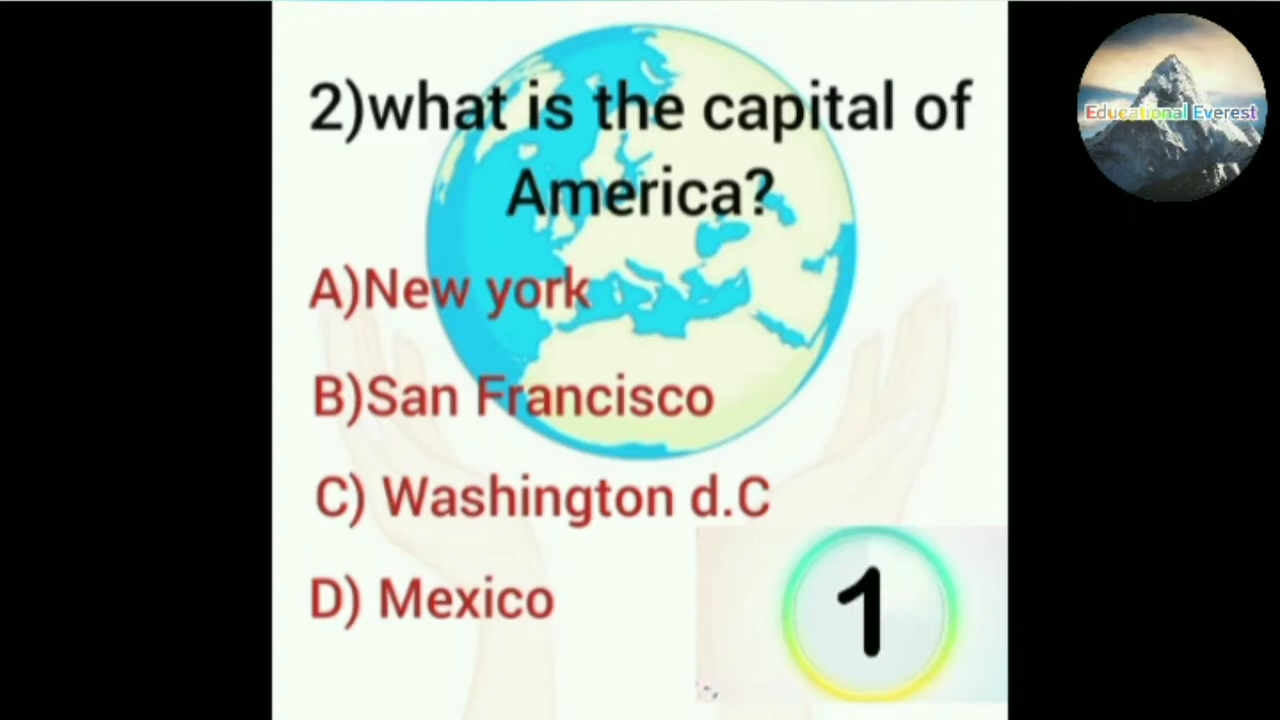 2)what is the capital of
America?
A)New york
B)San Francisco
C) Washington d.C
D) Mexico
1
Educational Everest